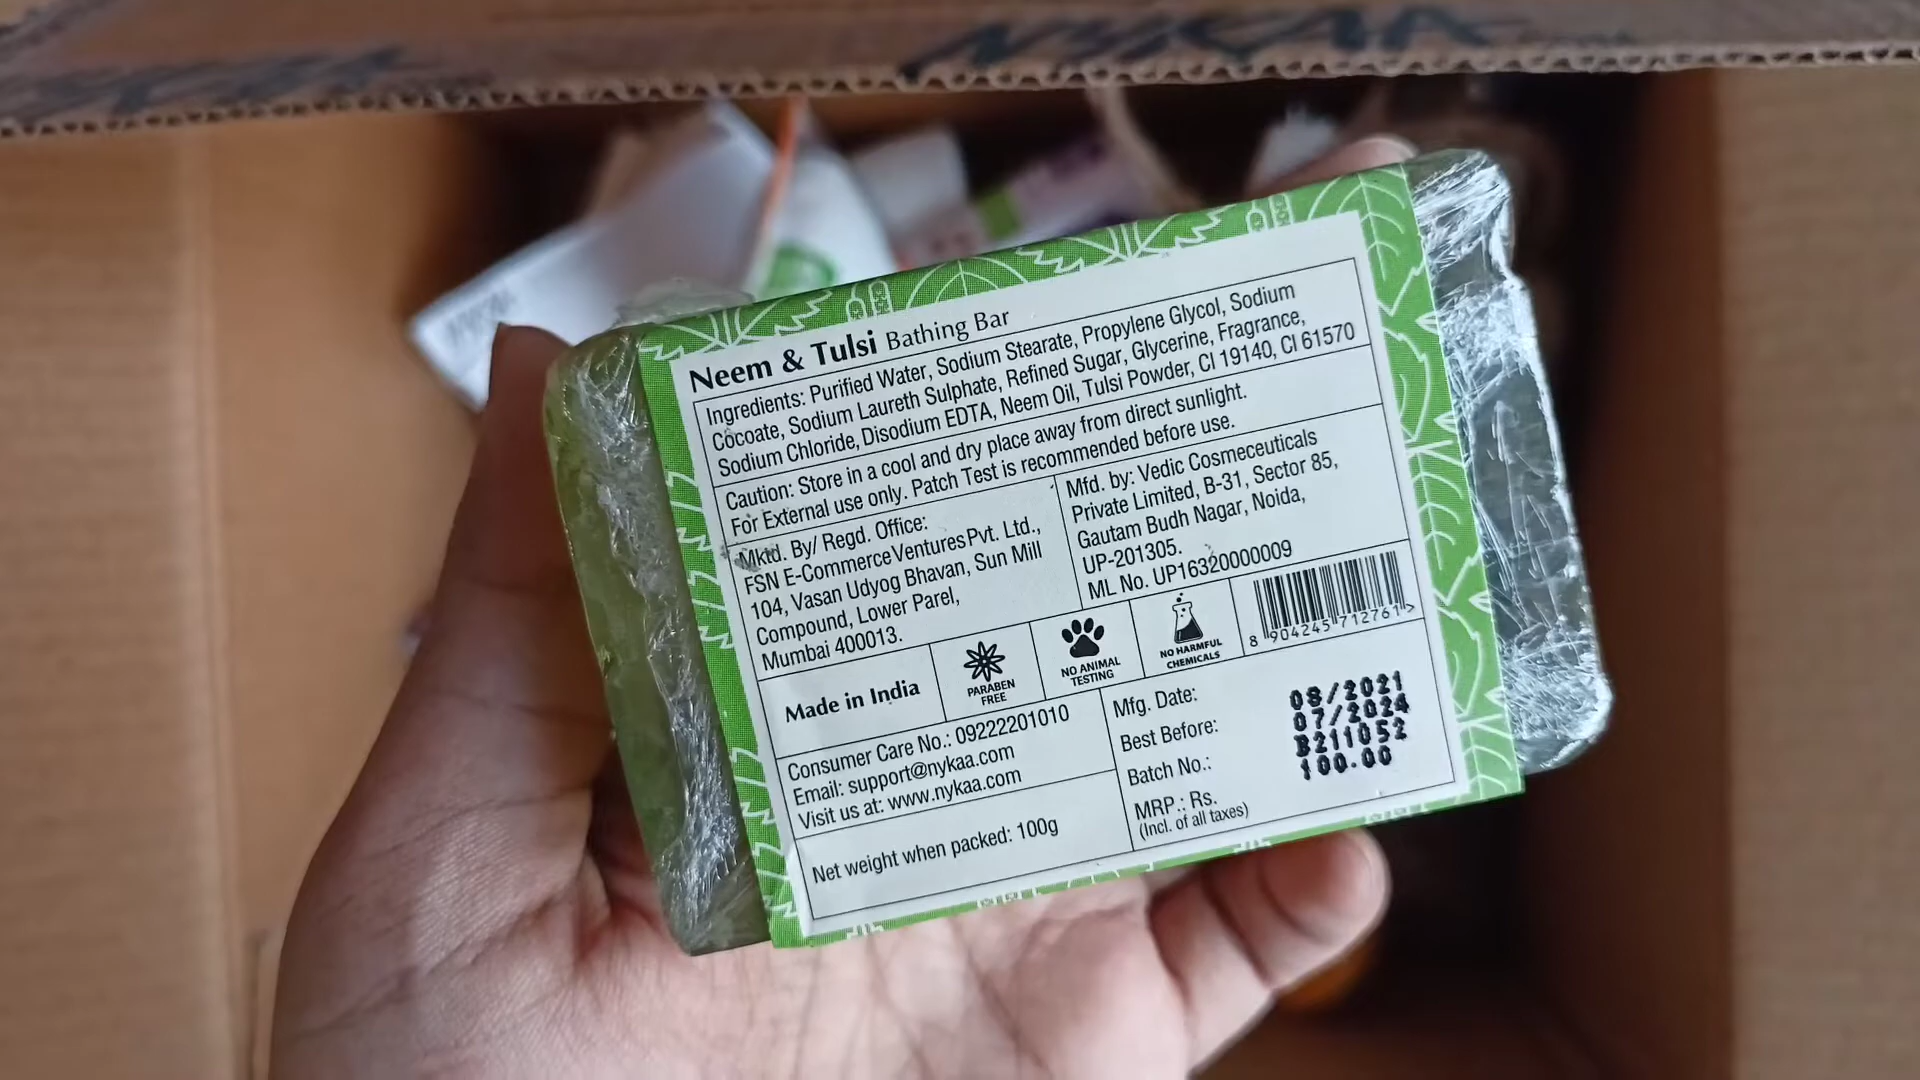 NYKAA
Neem & Tulsi Bathing Bar
Ingredients: Purified Water, Sodium Stearate, Propylene Glycol, Sodium
Cocoate, Sodium Laureth Sulphate, Refined Sugar, Glycerine, Fragrance,
Sodium Chloride, Disodium EDTA, Neem Oil, Tulsi Powder, CI 19140, CI 61570
Caution: Store in a cool and dry place away from direct sunlight.
For External use only. Patch Test is recommended before use.
Mktd. By/ Regd. Office:
FSN E-Commerce Ventures Pvt. Ltd.,
104, Vasan Udyog Bhavan, Sun Mill
Compound, Lower Parel,
Mumbai 400013.
Mfd. by: Vedic Cosmeceuticals
Private Limited, B-31, Sector 85,
Gautam Budh Nagar, Noida,
UP-201305.
ML No. UP16320000009
Made in India
PARABEN
FREE
NO ANIMAL
TESTING
NO HARMFUL
CHEMICALS
8 904245 712761 >
Consumer Care No.: 09222201010
Email: support@nykaa.com
Visit us at: www.nykaa.com
Net weight when packed: 100g
Mfg. Date: 08/2021
Best Before: 07/2024
Batch No.: B211052
MRP.: Rs. 100.00
(Incl. of all taxes)